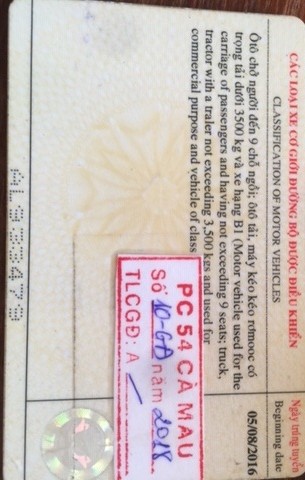 CÁC LOẠI XE CƠ GIỚI ĐƯỜNG BỘ ĐƯỢC ĐIỀU KHIỂN
CLASSIFICATION OF MOTOR VEHICLES
Ngày trúng tuyển
Beginning date
Ôtô chở người đến 9 chỗ ngồi; ôtô tải, máy kéo kéo rơmooc có
trọng tải dưới 3500 kg và xe hạng B1 (Motor vehicle used for the
carriage of passengers and having not exceeding 9 seats; truck,
tractor with a traler not exceeding 3,500 kgs and used for
commercial purpose and vehicle of class
05/08/2016
PC 54 CÀ MAU
Số 10-GĐ năm 2018
TLCGĐ: A